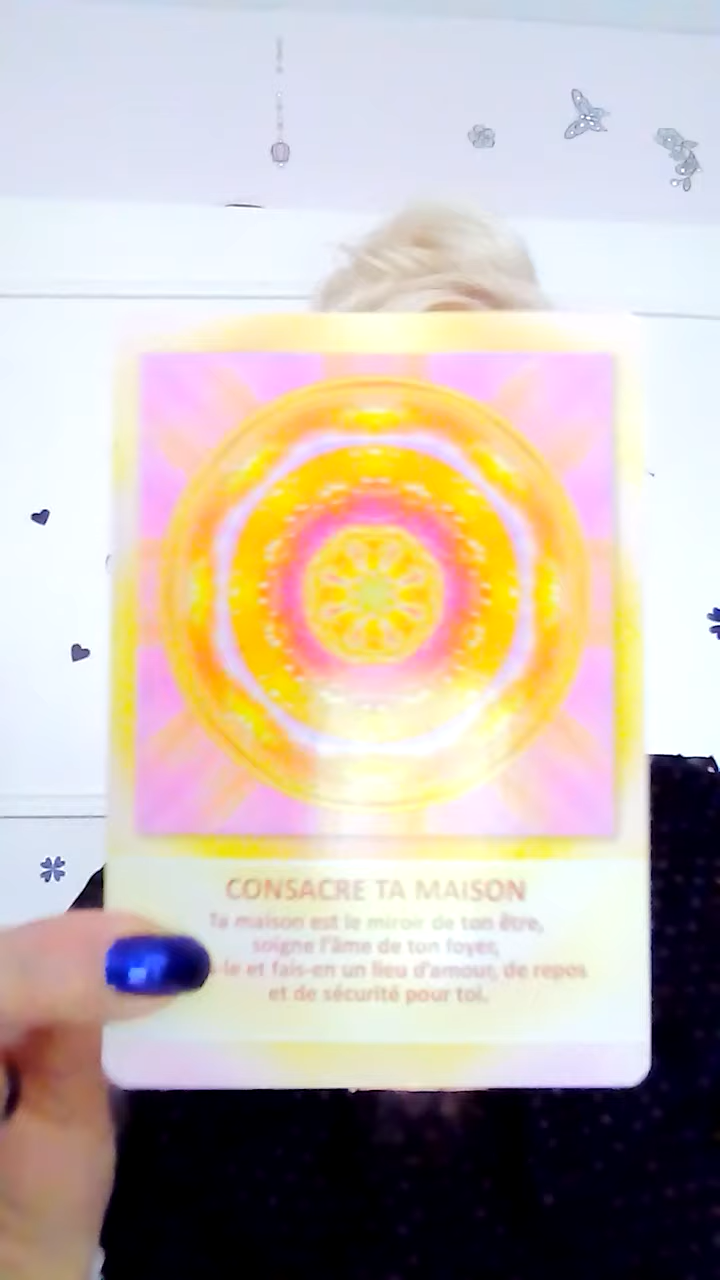 CONSACRE TA MAISON
Ta maison est le miroir de ton être,
soigne l'âme de ton foyer,
-le et fais-en un lieu d'amour, de repos
et de sécurité pour toi.